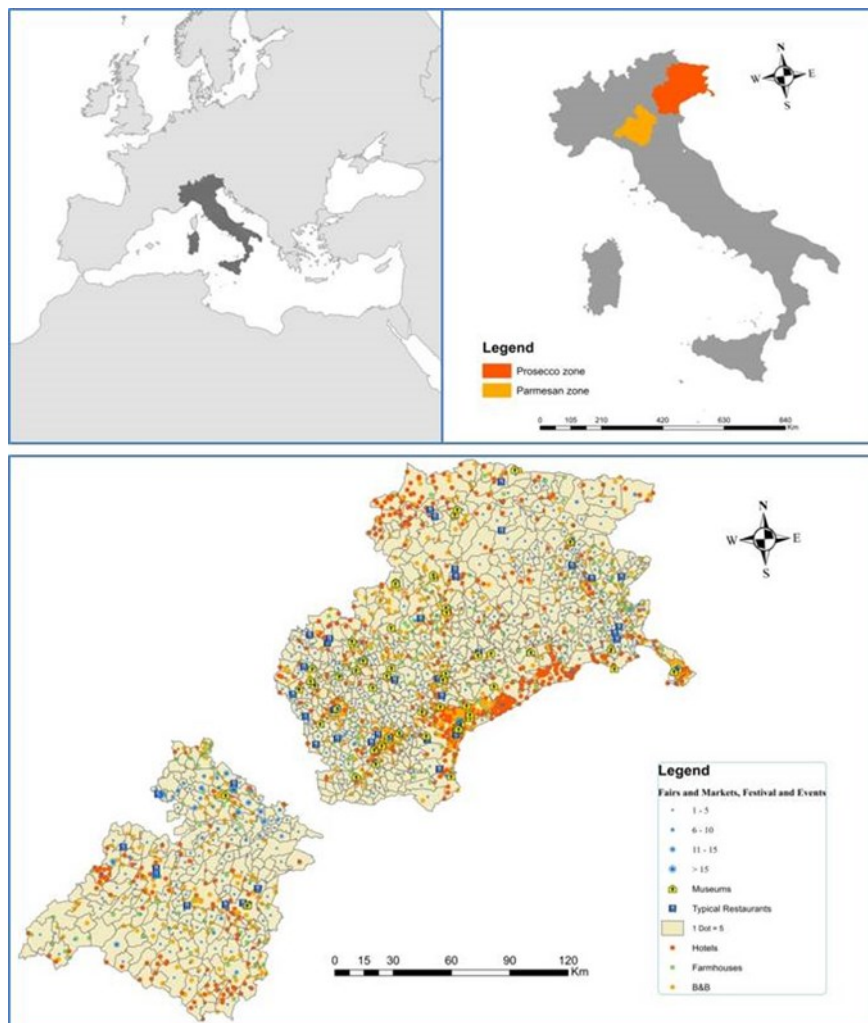 N
W E
S
Legend
Prosecco zone
Parmesan zone
0 105 210 420 630 840
Km
N
W E
S
Legend
Fairs and Markets, Festival and Events
1 - 5
6 - 10
11 - 15
> 15
Museums
Typical Restaurants
1 Dot = 5
Hotels
Farmhouses
B&B
0 15 30 60 90 120
Km